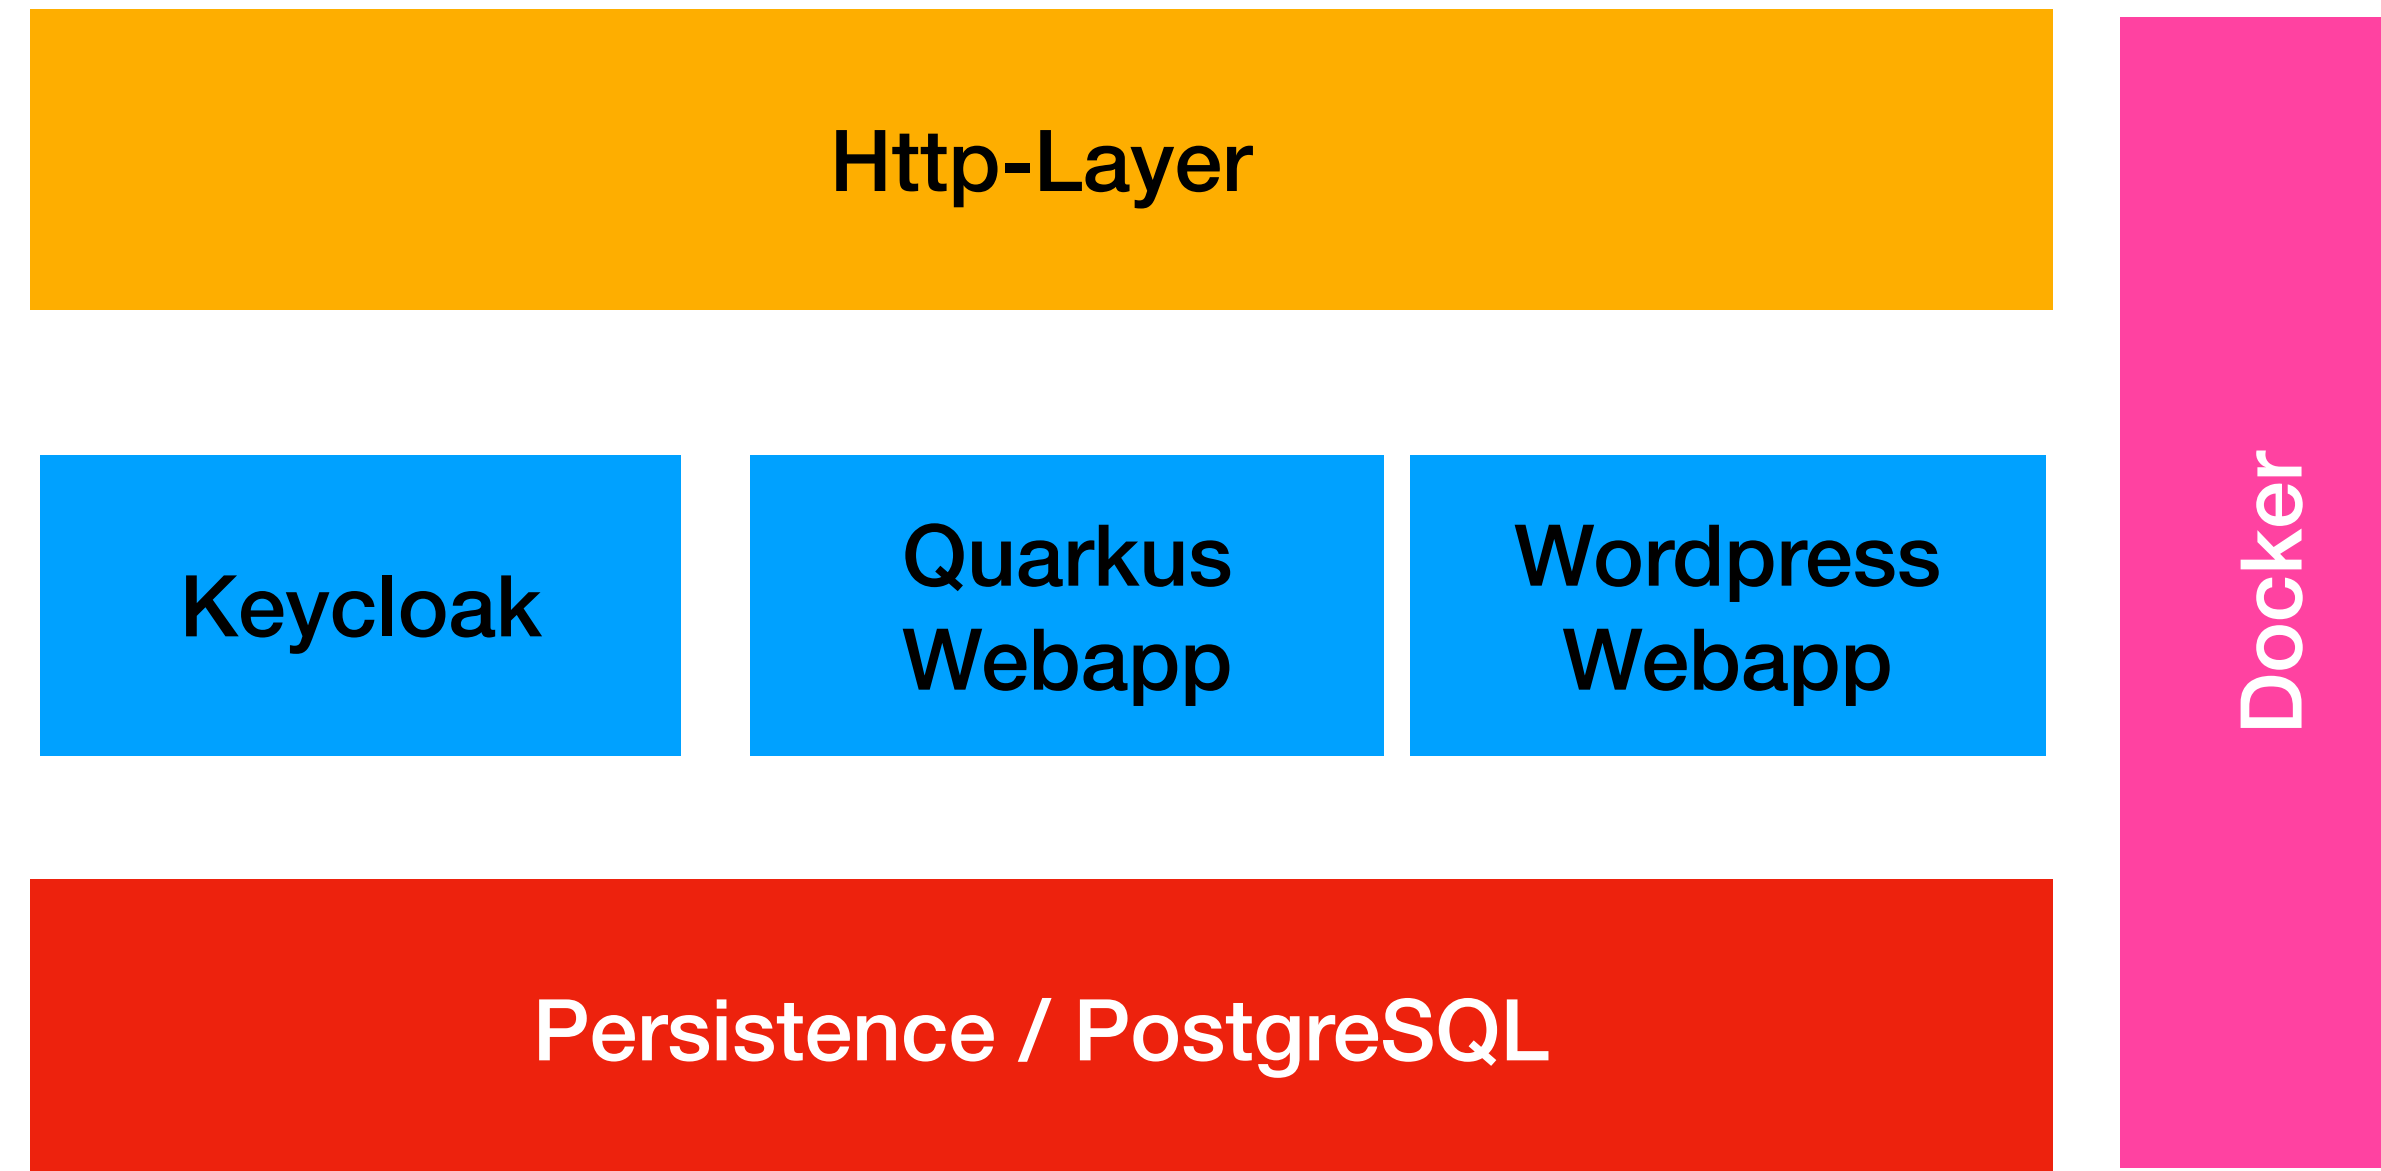 Http-Layer
Keycloak
Quarkus
Webapp
Wordpress
Webapp
Docker
Persistence / PostgreSQL